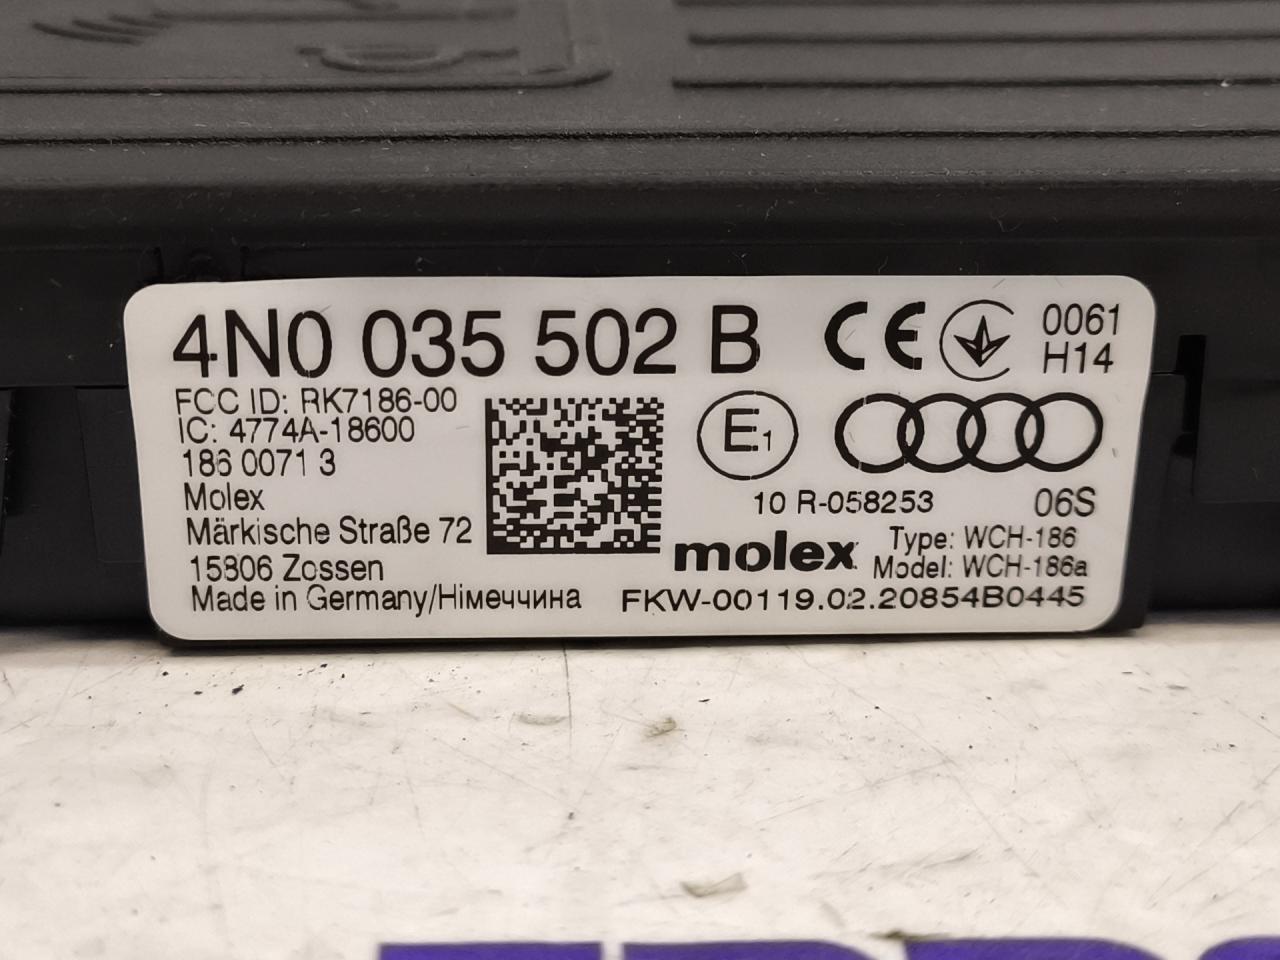 4N0 035 502 B
CE
0061
H14
FCC ID: RK7186-00
IC: 4774A-18600
186 0071 3
Molex
Märkische Straße 72
15806 Zossen
Made in Germany/Німеччина
E1
10 R-058253
06S
molex
Type: WCH-186
Model: WCH-186a
FKW-00119.02.20854B0445